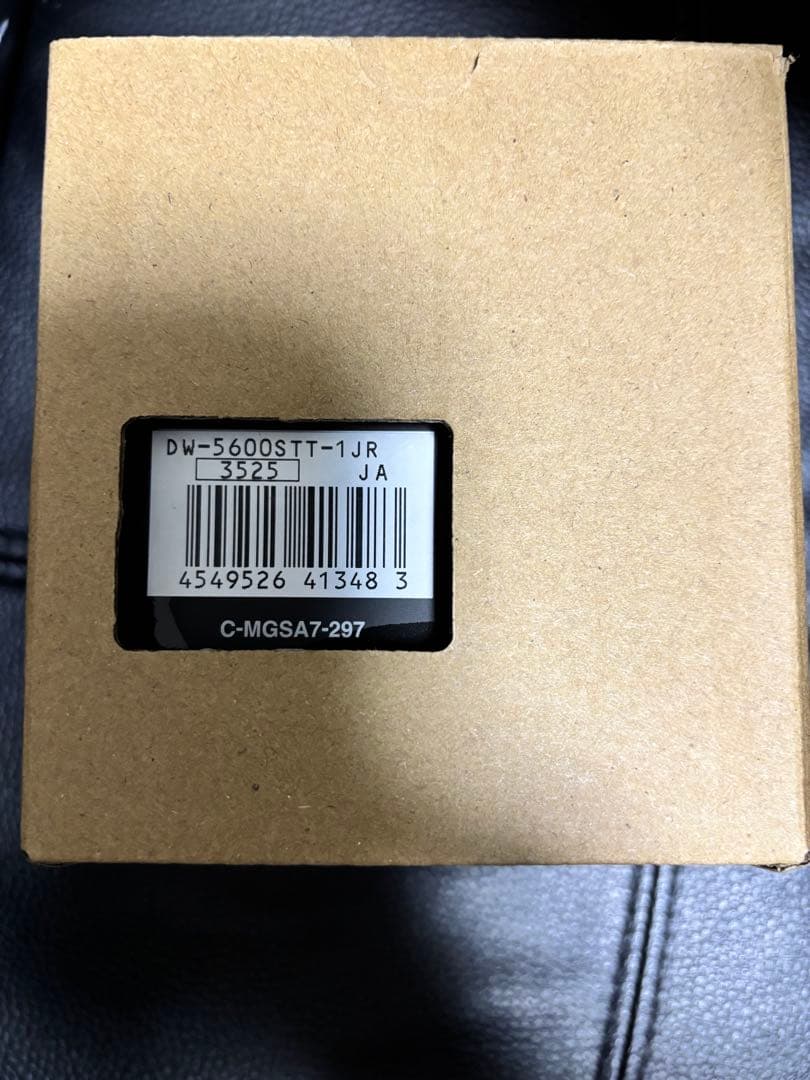 DW-5600STT-1JR
3525 JA
4549526 41348 3
C-MGSA7-297